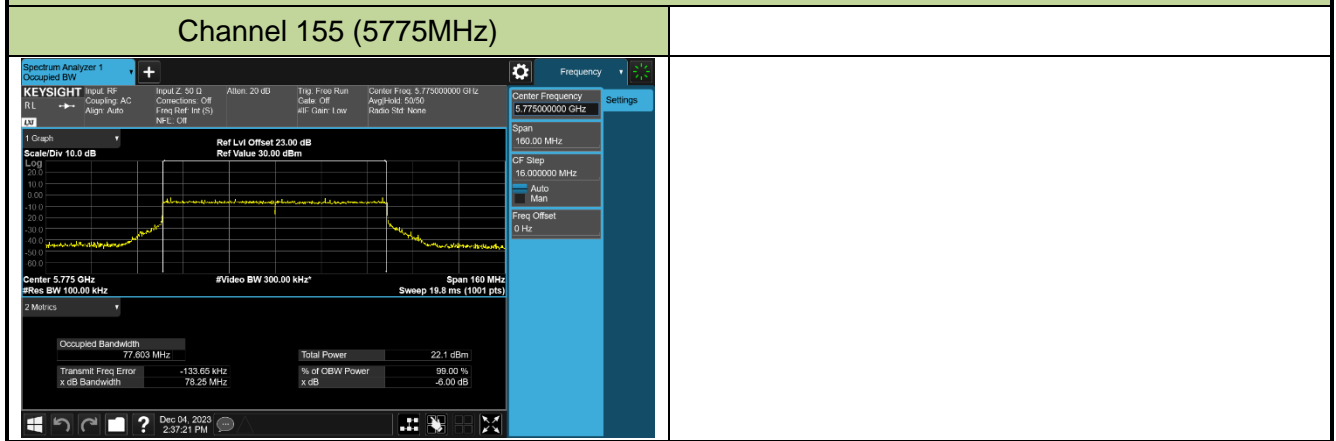 Channel 155 (5775MHz)
Spectrum Analyzer 1
Occupied BW
Frequency
KEYSIGHT
RL
LXI
Input: RF
Coupling: AC
Align: Auto
Input Z: 50 Ω
Corrections: Off
Freq Ref: Int (S)
NFE: Off
Atten: 20 dB
Trig: Free Run
Gate: Off
#IF Gain: Low
Center Freq: 5.775000000 GHz
Avg|Hold: 50/50
Radio Std: None
Center Frequency
5.775000000 GHz
Settings
Span
160.00 MHz
CF Step
16.000000 MHz
Auto
Man
Freq Offset
0 Hz
1 Graph
Scale/Div 10.0 dB
Ref Lvl Offset 23.00 dB
Ref Value 30.00 dBm
Log
20.0
10.0
0.00
-10.0
-20.0
-30.0
-40.0
-50.0
-60.0
Center 5.775 GHz
#Res BW 100.00 kHz
#Video BW 300.00 kHz*
Span 160 MHz
Sweep 19.8 ms (1001 pts)
2 Metrics
Occupied Bandwidth
77.603 MHz
Total Power 22.1 dBm
Transmit Freq Error -133.65 kHz
% of OBW Power 99.00 %
x dB Bandwidth 78.25 MHz
x dB -6.00 dB
Dec 04, 2023
2:37:21 PM